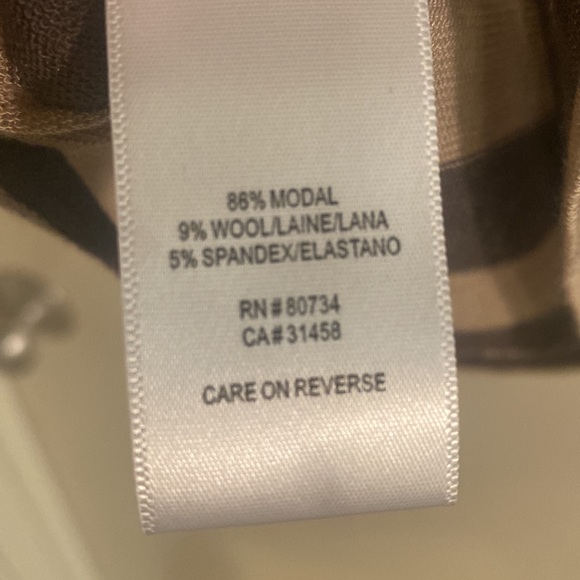 86% MODAL
9% WOOL/LAINE/LANA
5% SPANDEX/ELASTANO
RN#80734
CA#31458
CARE ON REVERSE